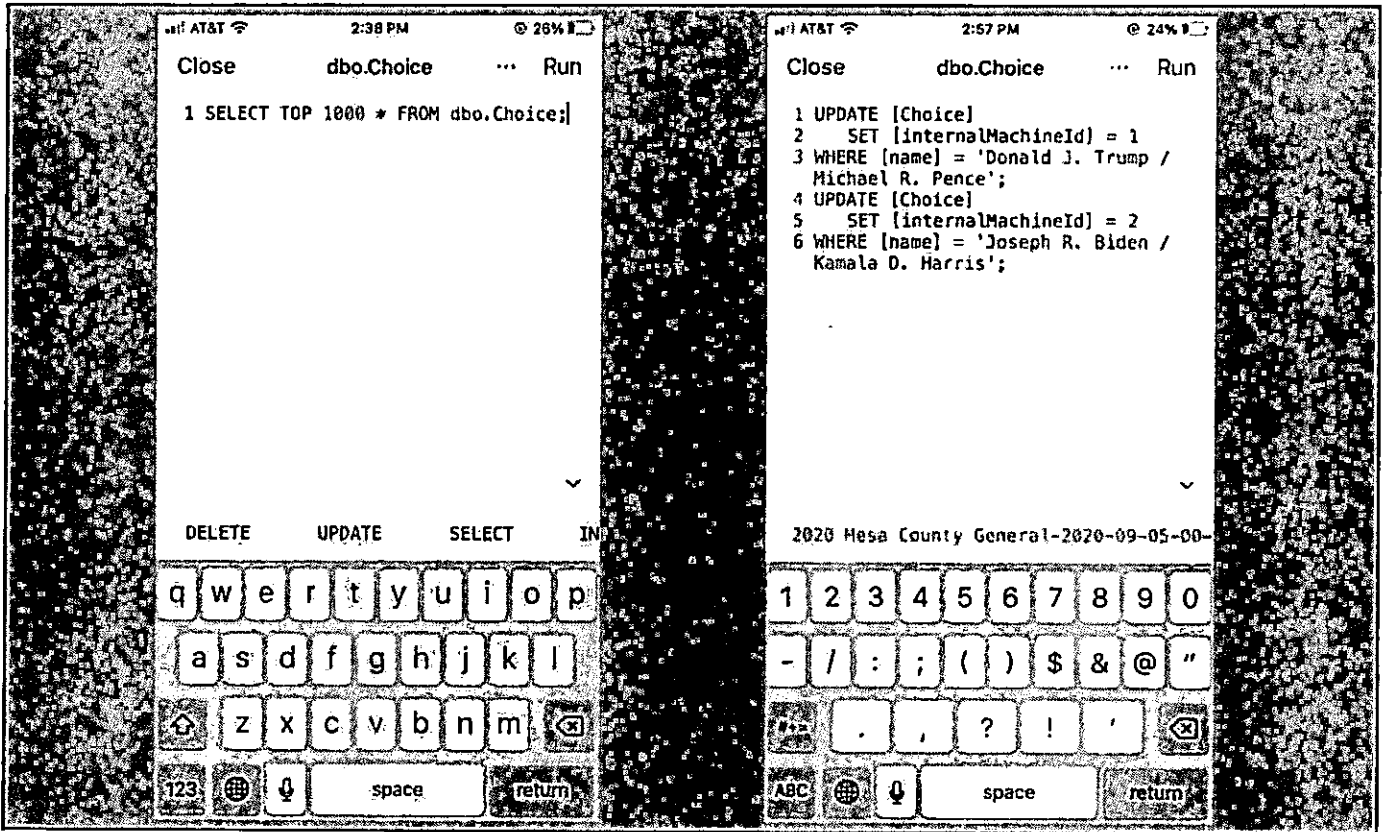 AT&T 2:38 PM 26%
Close dbo.Choice ... Run
1 SELECT TOP 1000 * FROM dbo.Choice;
DELETE UPDATE SELECT IN
q w e r t y u i o p
a s d f g h j k l
z x c v b n m
123 space return
AT&T 2:57 PM 24%
Close dbo.Choice ... Run
1 UPDATE [Choice]
2 SET [internalMachineId] = 1
3 WHERE [name] = 'Donald J. Trump /
Michael R. Pence';
4 UPDATE [Choice]
5 SET [internalMachineId] = 2
6 WHERE [name] = 'Joseph R. Biden /
Kamala D. Harris';
2020 Mesa County General-2020-09-05-00-
1 2 3 4 5 6 7 8 9 0
- / : ; ( ) $ & @ "
#+= . , ? ! '
ABC space return